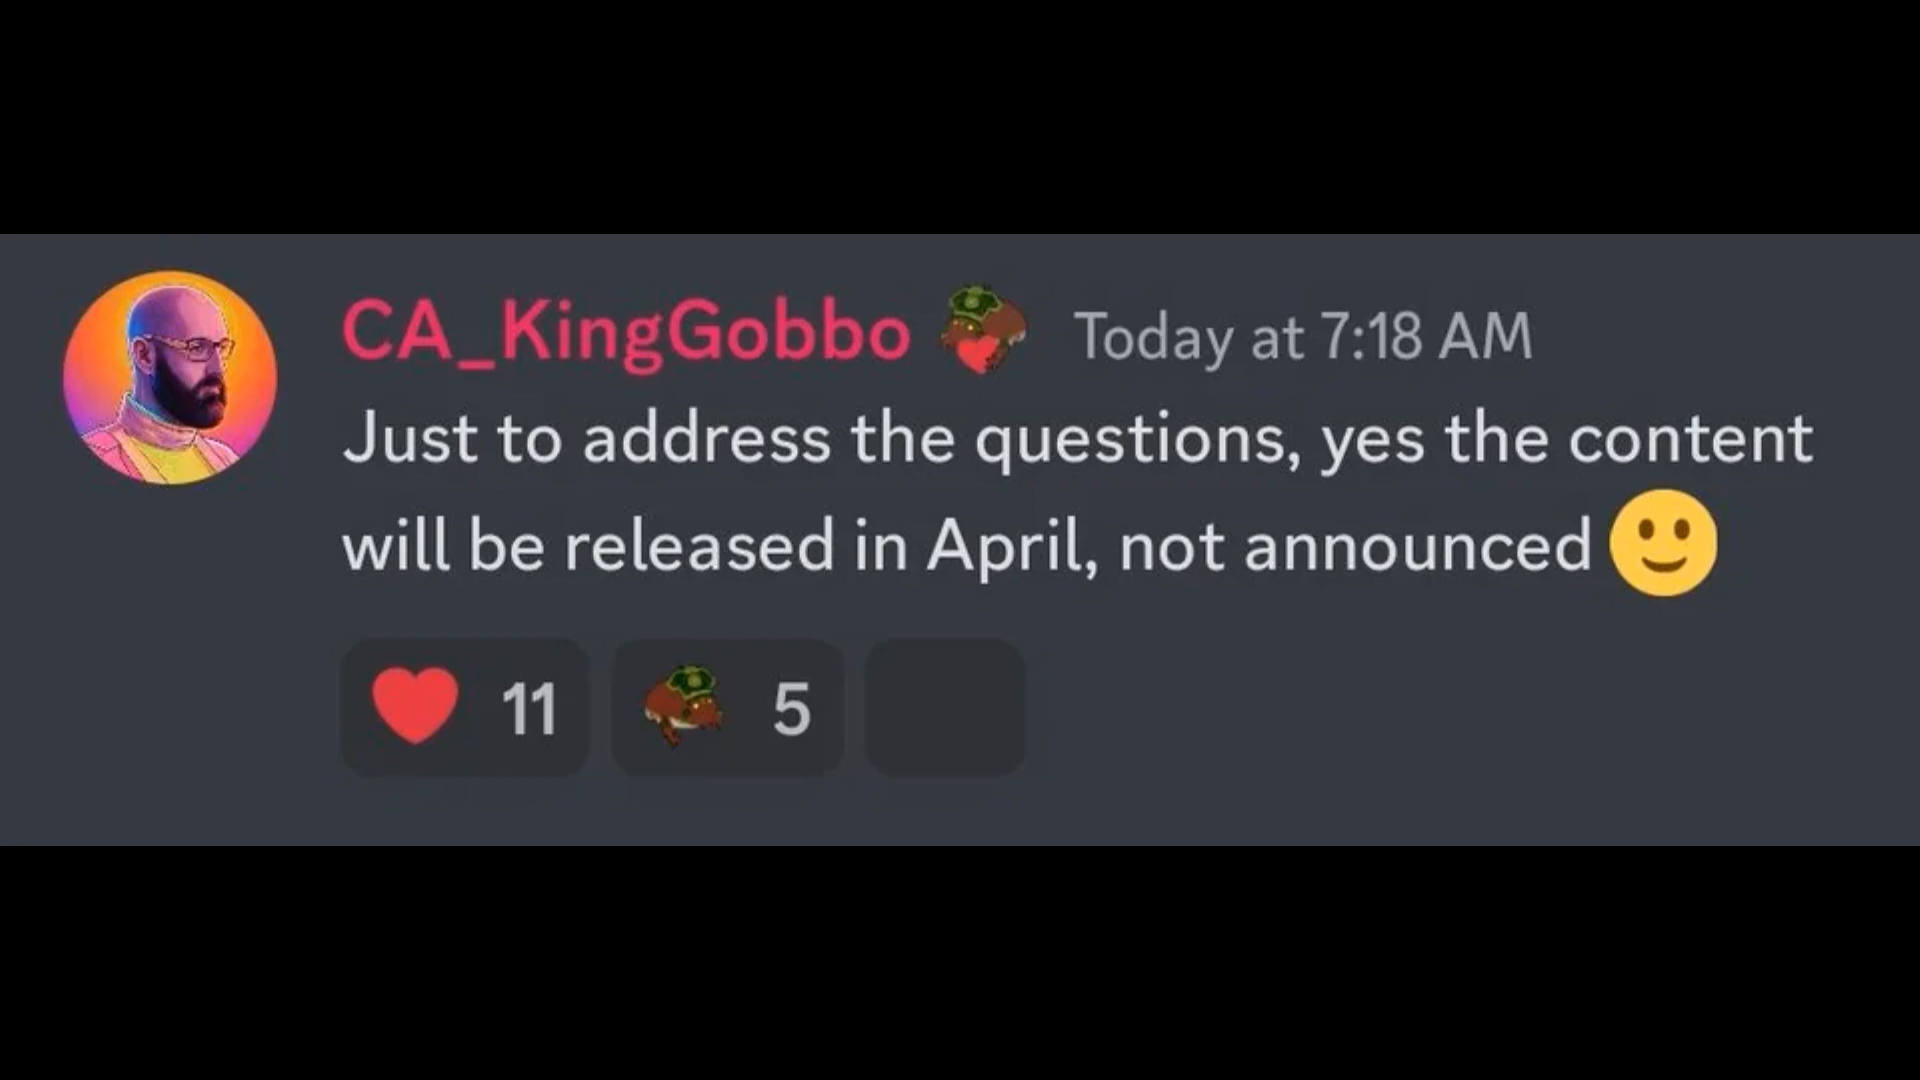 CA_KingGobbo Today at 7:18 AM
Just to address the questions, yes the content
will be released in April, not announced 🙂
11 5